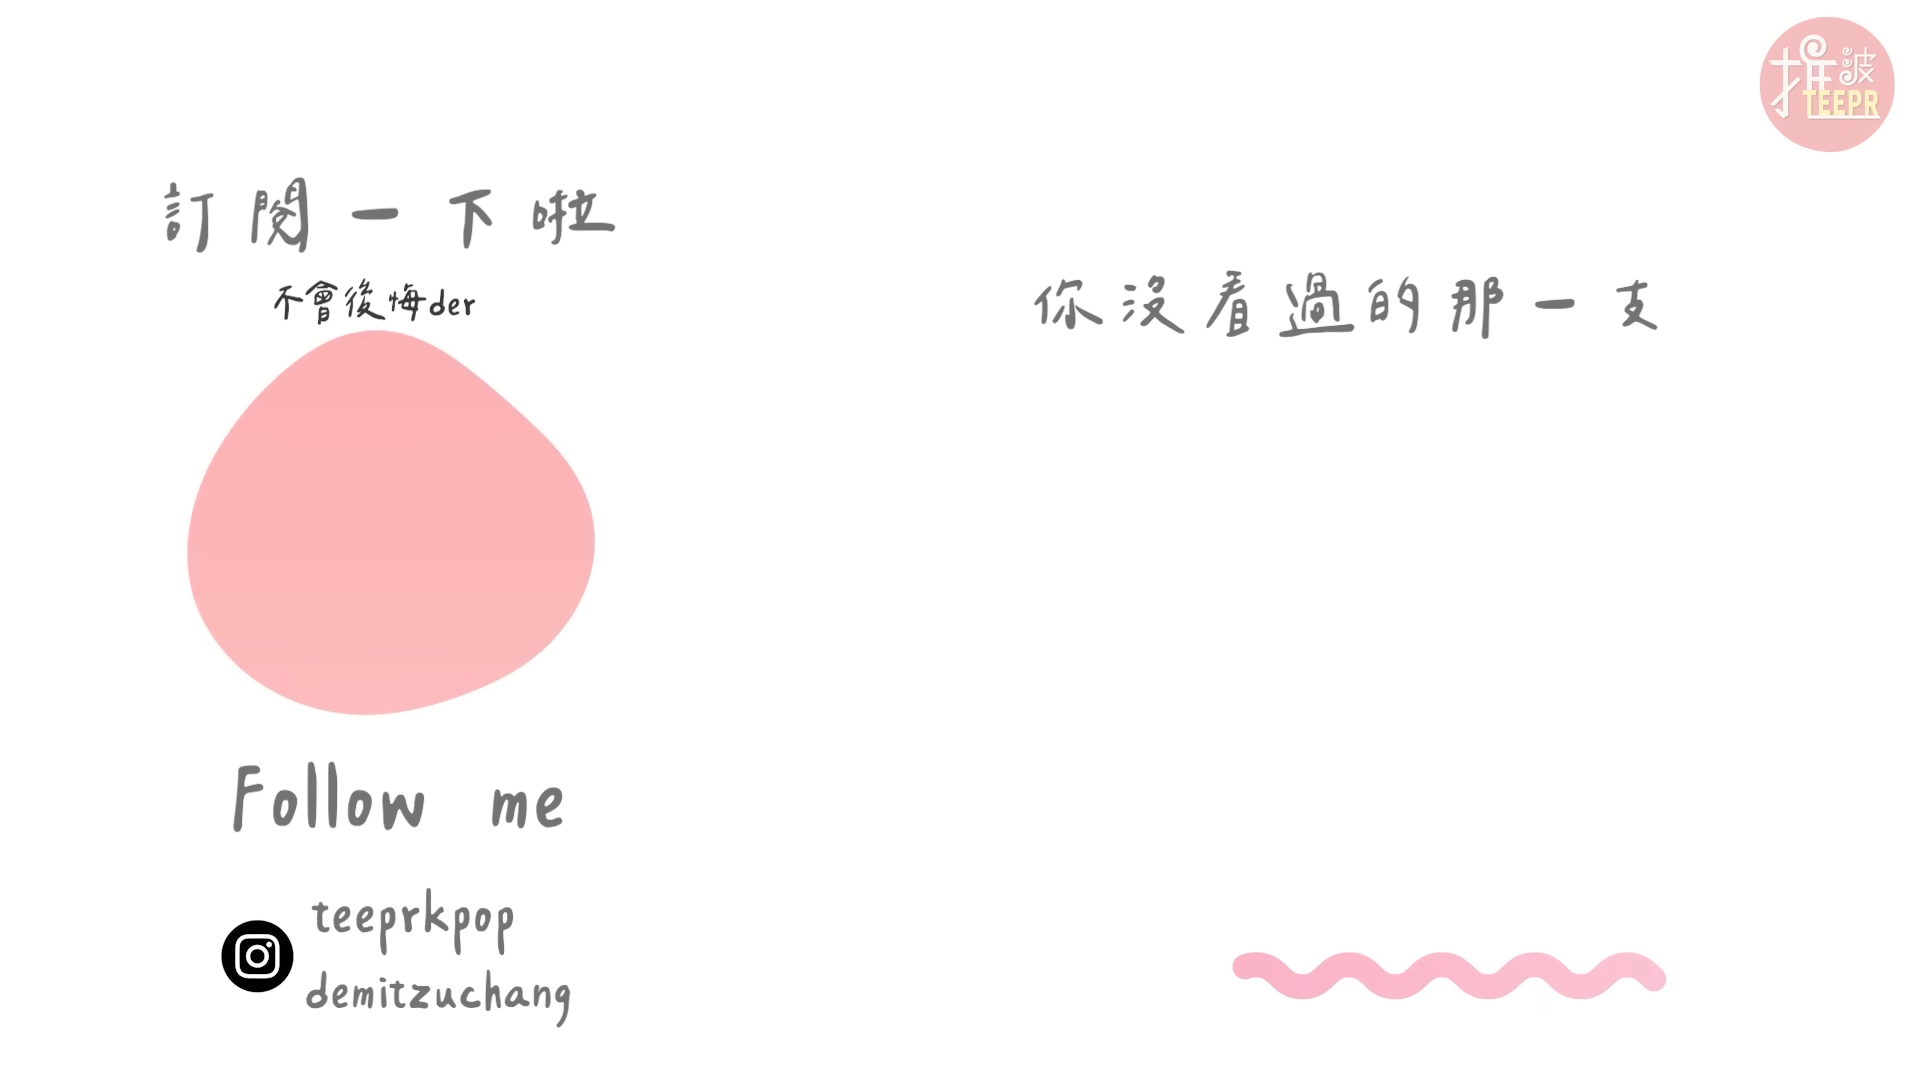 推波
TEEPR
訂閱一下啦
不會後悔der
你沒看過的那一支
Follow me
teeprkpop
demitzuchang